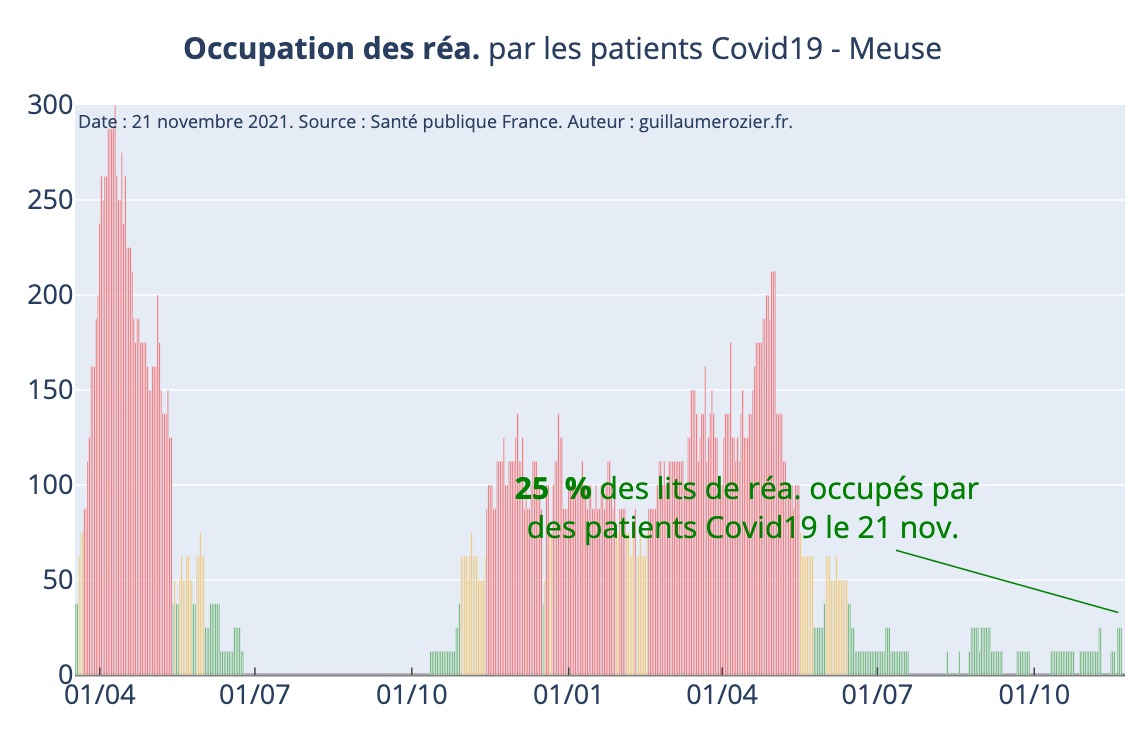 Occupation des réa. par les patients Covid19 - Meuse
300
Date : 21 novembre 2021. Source : Santé publique France. Auteur : guillaumerozier.fr.
250
200
150
100
25 % des lits de réa. occupés par
des patients Covid19 le 21 nov.
50
0
01/04 01/07 01/10 01/01 01/04 01/07 01/10